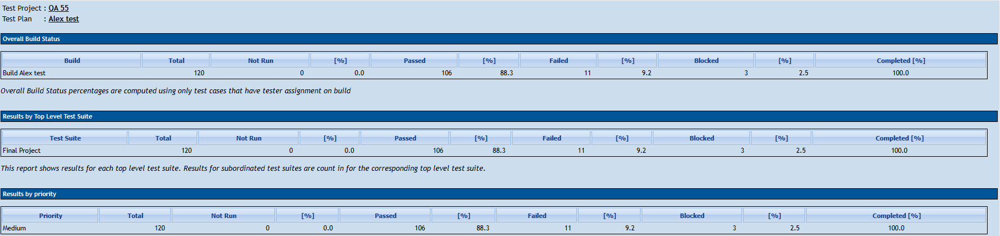 Test Project : QA 55
Test Plan : Alex test
Overall Build Status
Build Total Not Run [%] Passed [%] Failed [%] Blocked [%] Completed [%]
Build Alex test 120 0 0.0 106 88.3 11 9.2 3 2.5 100.0
Overall Build Status percentages are computed using only test cases that have tester assignment on build
Results by Top Level Test Suite
Test Suite Total Not Run [%] Passed [%] Failed [%] Blocked [%] Completed [%]
Final Project 120 0 0.0 106 88.3 11 9.2 3 2.5 100.0
This report shows results for each top level test suite. Results for subordinated test suites are count in for the corresponding top level test suite.
Results by priority
Priority Total Not Run [%] Passed [%] Failed [%] Blocked [%] Completed [%]
Medium 120 0 0.0 106 88.3 11 9.2 3 2.5 100.0